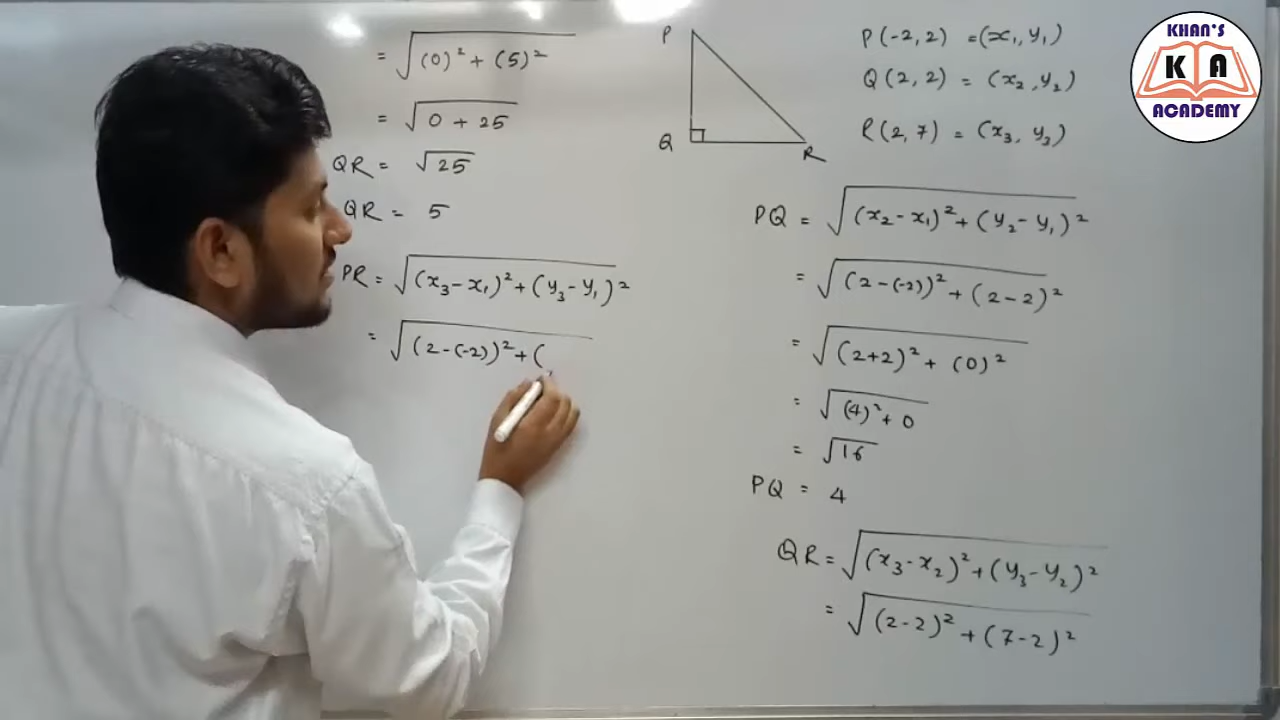 = √(0)² + (5)²
= √0 + 25
QR = √25
QR = 5
PR = √(x₃ - x₁)² + (y₃ - y₁)²
= √(2 - (-2))² + (
P
Q
R
P(-2, 2) = (x₁, y₁)
Q(2, 2) = (x₂, y₂)
R(2, 7) = (x₃, y₃)
PQ = √(x₂ - x₁)² + (y₂ - y₁)²
= √(2 - (-2))² + (2 - 2)²
= √(2+2)² + (0)²
= √(4)² + 0
= √16
PQ = 4
QR = √(x₃ - x₂)² + (y₃ - y₂)²
= √(2 - 2)² + (7 - 2)²
KHAN'S
K A
ACADEMY